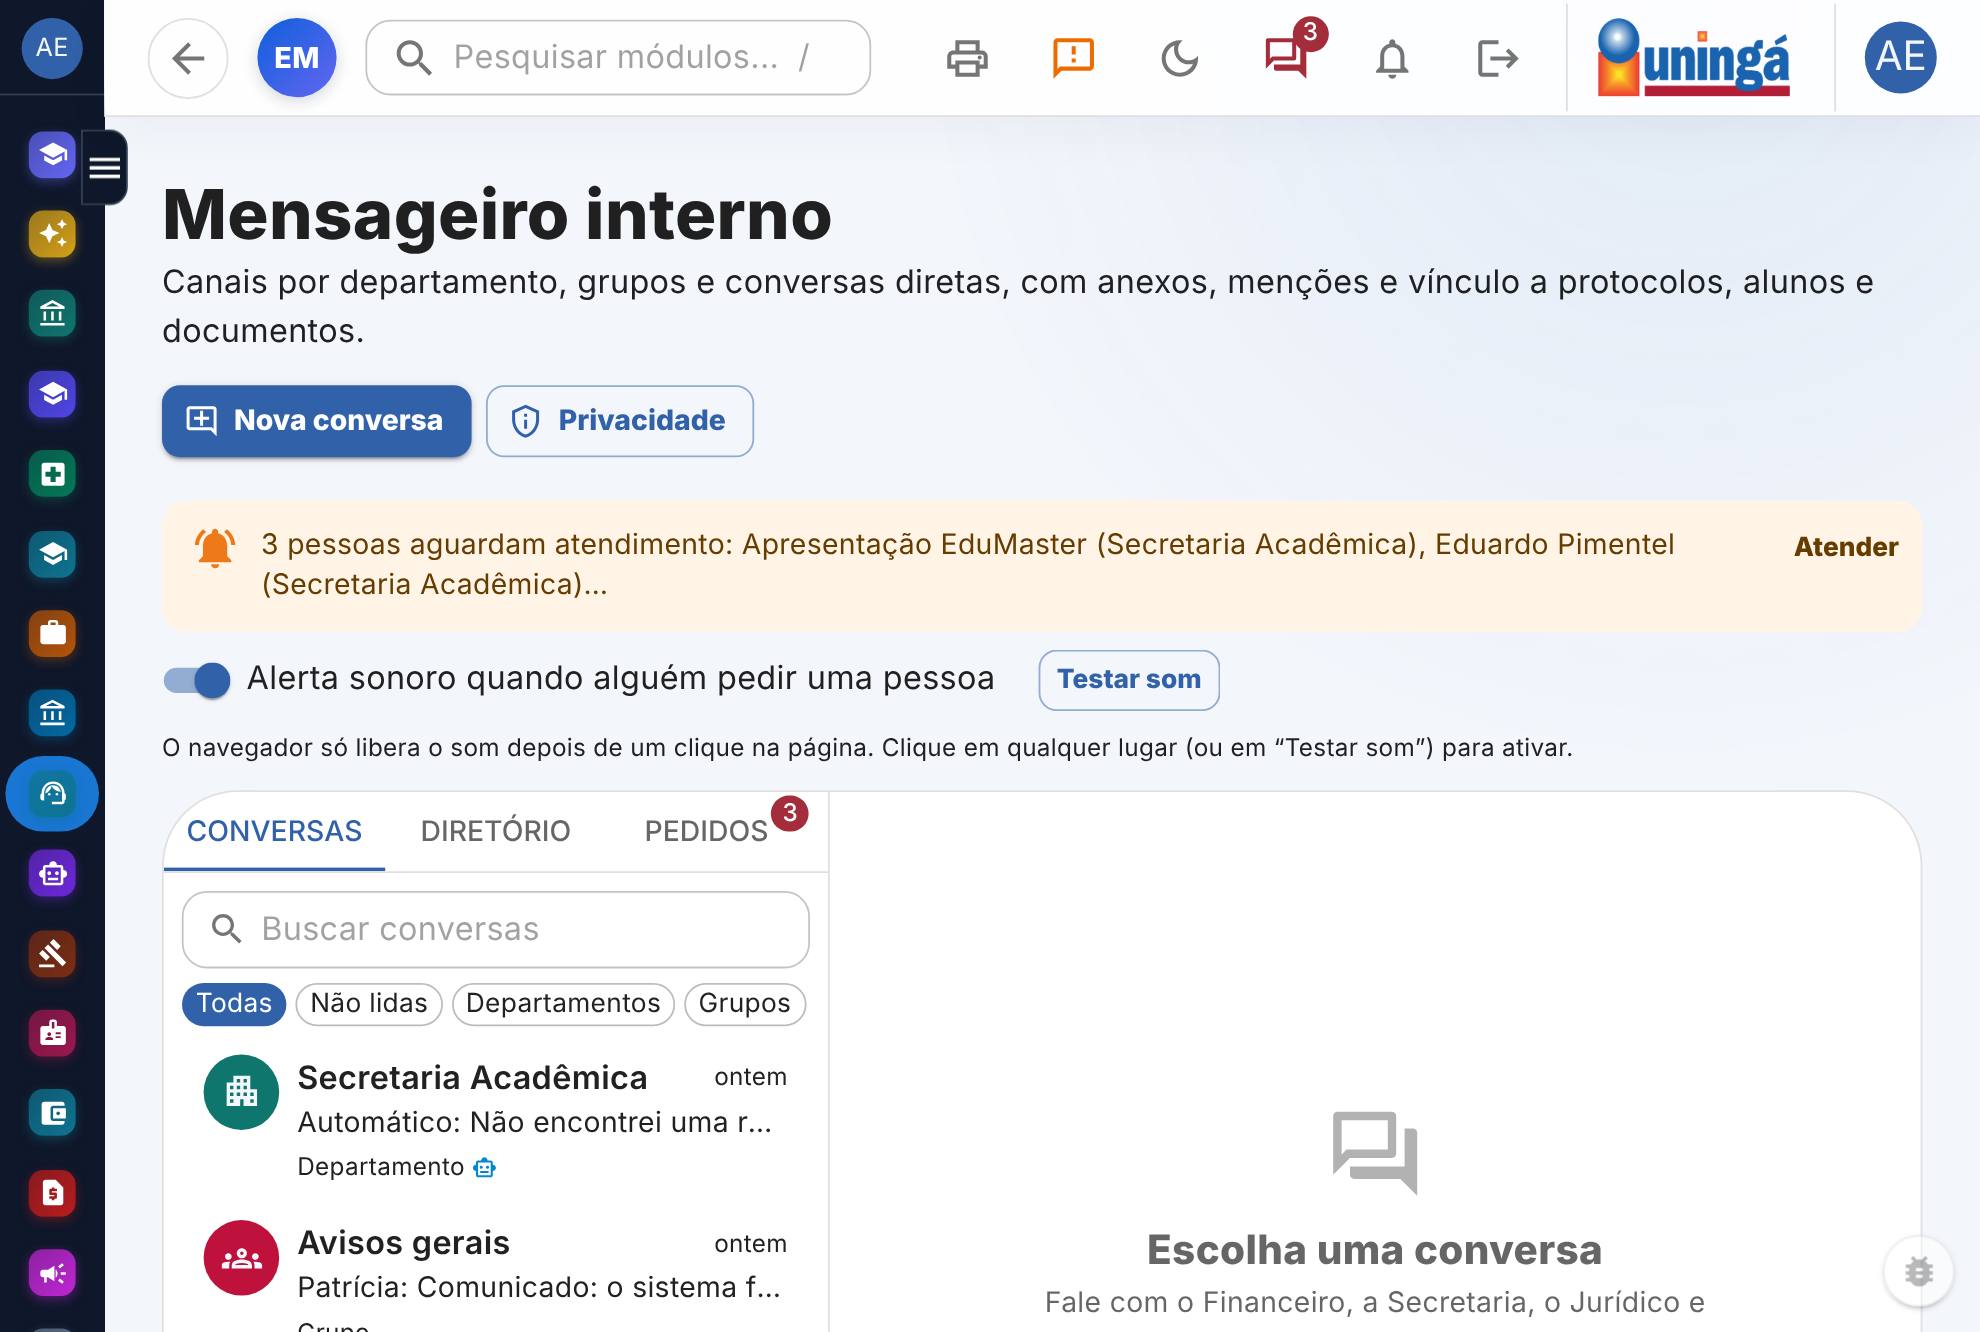 AE
EM
Pesquisar módulos... /
3
uningá
AE
Mensageiro interno
Canais por departamento, grupos e conversas diretas, com anexos, menções e vínculo a protocolos, alunos e
documentos.
Nova conversa
Privacidade
3 pessoas aguardam atendimento: Apresentação EduMaster (Secretaria Acadêmica), Eduardo Pimentel
(Secretaria Acadêmica)...
Atender
Alerta sonoro quando alguém pedir uma pessoa
Testar som
O navegador só libera o som depois de um clique na página. Clique em qualquer lugar (ou em “Testar som”) para ativar.
CONVERSAS
DIRETÓRIO
PEDIDOS
3
Buscar conversas
Todas
Não lidas
Departamentos
Grupos
Secretaria Acadêmica
ontem
Automático: Não encontrei uma r...
Departamento
Avisos gerais
ontem
Patrícia: Comunicado: o sistema f...
Grupo
Escolha uma conversa
Fale com o Financeiro, a Secretaria, o Jurídico e